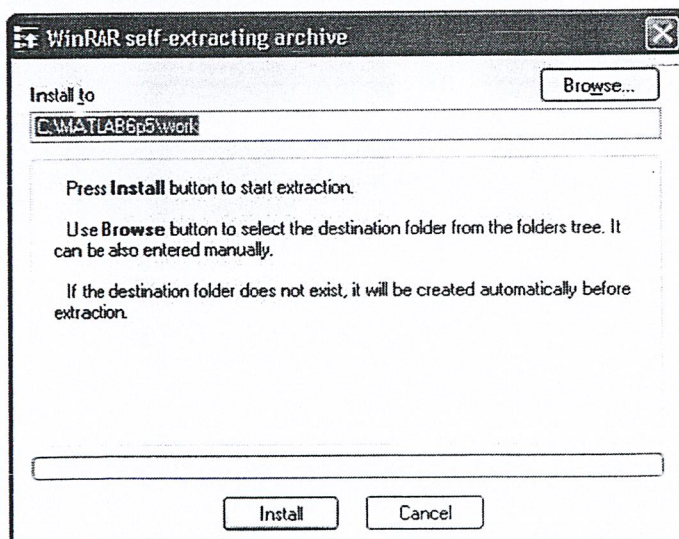 WinRAR self-extracting archive
Browse...
Install to
C:\MATLAB6p5\work
Press Install button to start extraction.
Use Browse button to select the destination folder from the folders tree. It
can be also entered manually.
If the destination folder does not exist, it will be created automatically before
extraction.
Install
Cancel